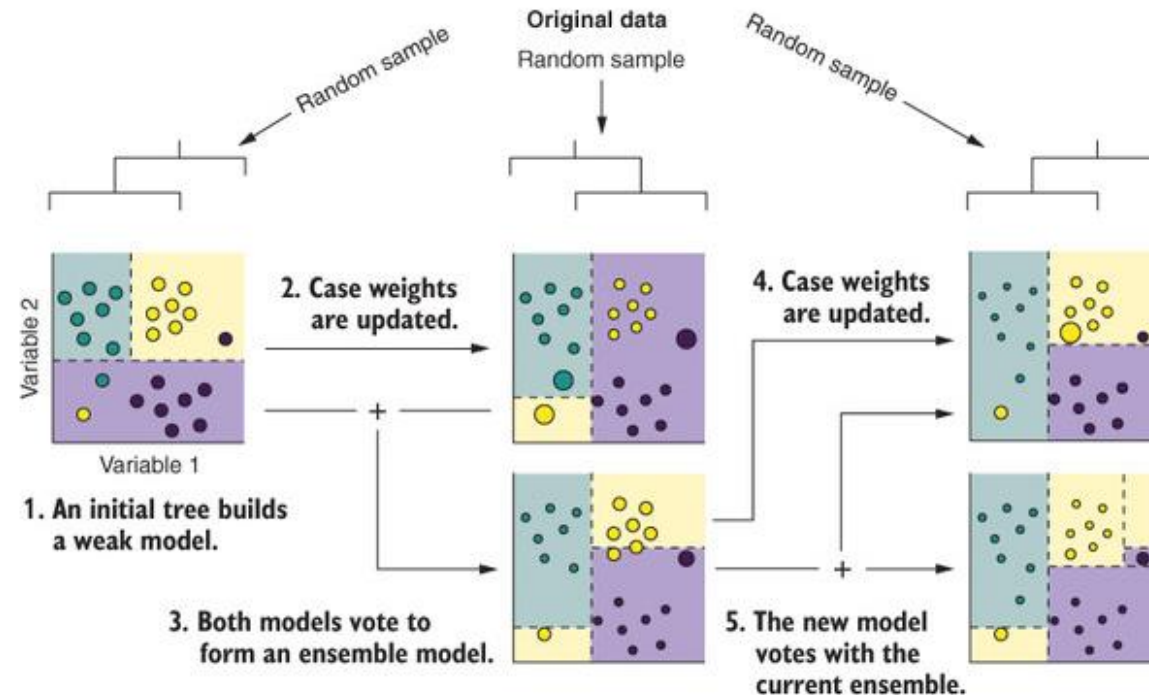 Original data
Random sample
Random sample
Random sample
Variable 2
Variable 1
1. An initial tree builds
a weak model.
2. Case weights
are updated.
+
3. Both models vote to
form an ensemble model.
4. Case weights
are updated.
+
5. The new model
votes with the
current ensemble.